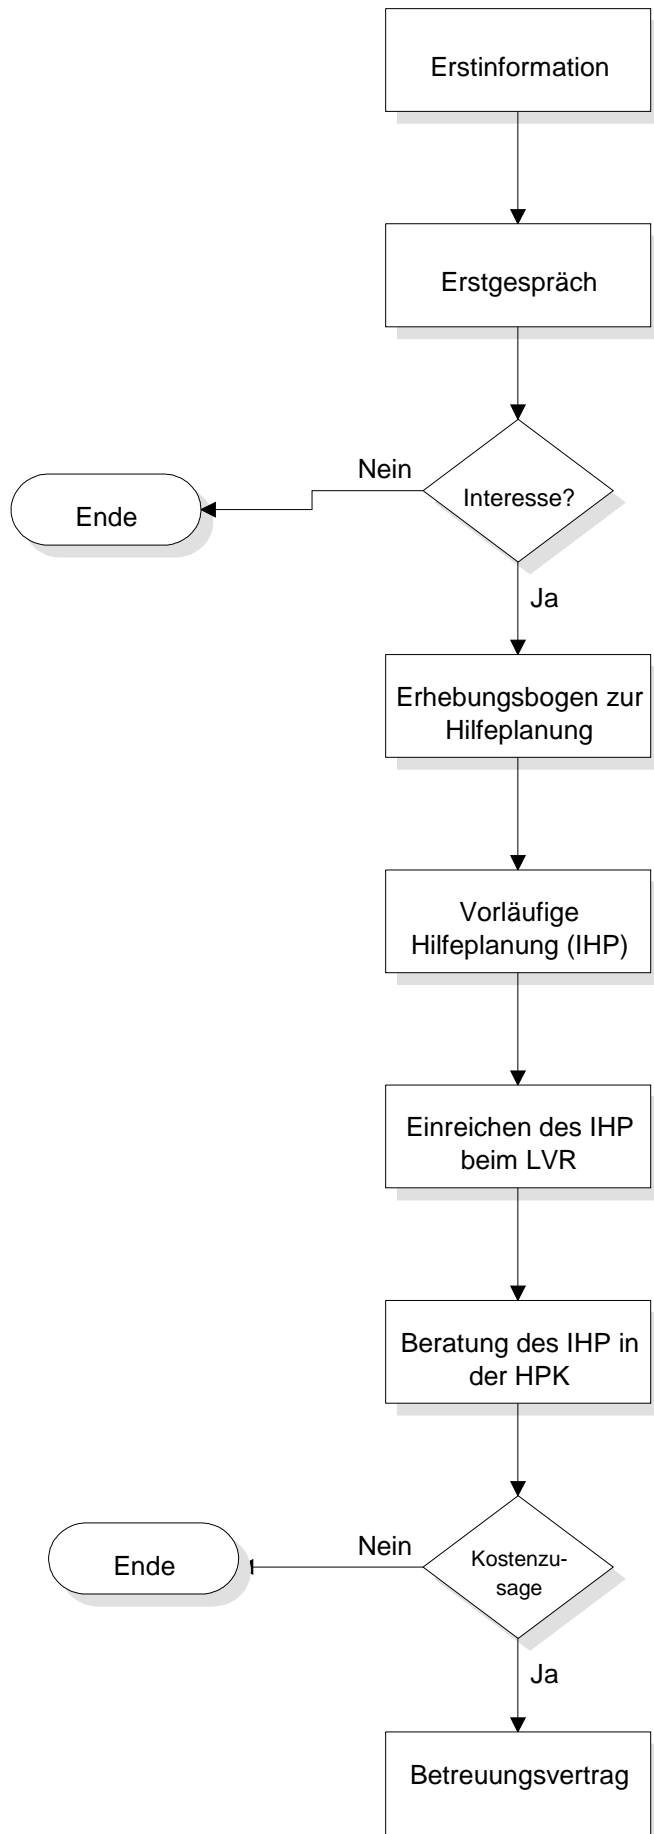 Erstinformation
Erstgespräch
Nein
Interesse?
Ende
Ja
Erhebungsbogen zur
Hilfeplanung
Vorläufige
Hilfeplanung (IHP)
Einreichen des IHP
beim LVR
Beratung des IHP in
der HPK
Nein
Kostenzu-
sage
Ende
Ja
Betreuungsvertrag